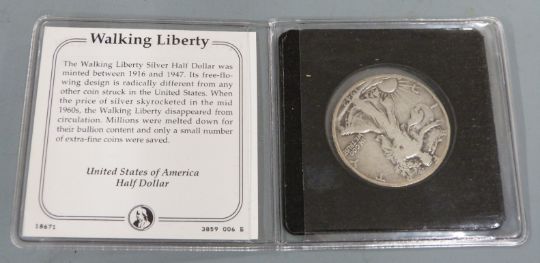 Walking Liberty
The Walking Liberty Silver Half Dollar was
minted between 1916 and 1947. Its free-flo-
wing design is radically different from any
other coin struck in the United States. When
the price of silver skyrocketed in the mid
1960s, the Walking Liberty disappeared from
circulation. Millions were melted down for
their bullion content and only a small number
of extra-fine coins were saved.
United States of America
Half Dollar
18671
3859 006 E